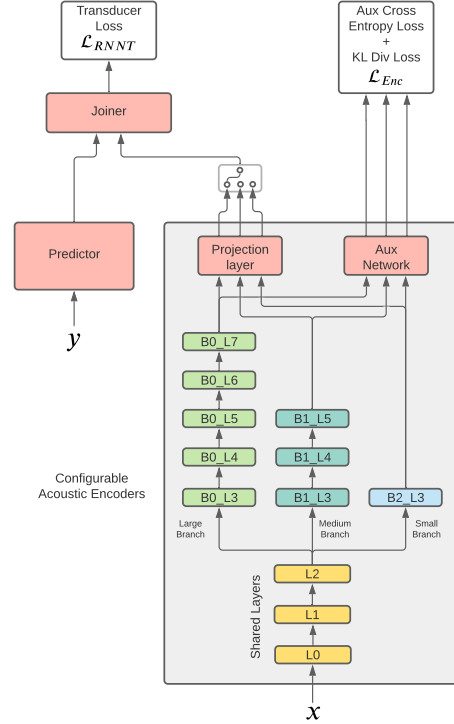 Transducer
Loss
ℒ_RNNT
Aux Cross
Entropy Loss
+
KL Div Loss
ℒ_Enc
Joiner
Predictor
Projection
layer
Aux
Network
y
B0_L7
B0_L6
B0_L5
B1_L5
B0_L4
B1_L4
Configurable
Acoustic Encoders
B0_L3
B1_L3
B2_L3
Large
Branch
Medium
Branch
Small
Branch
Shared Layers
L2
L1
L0
x